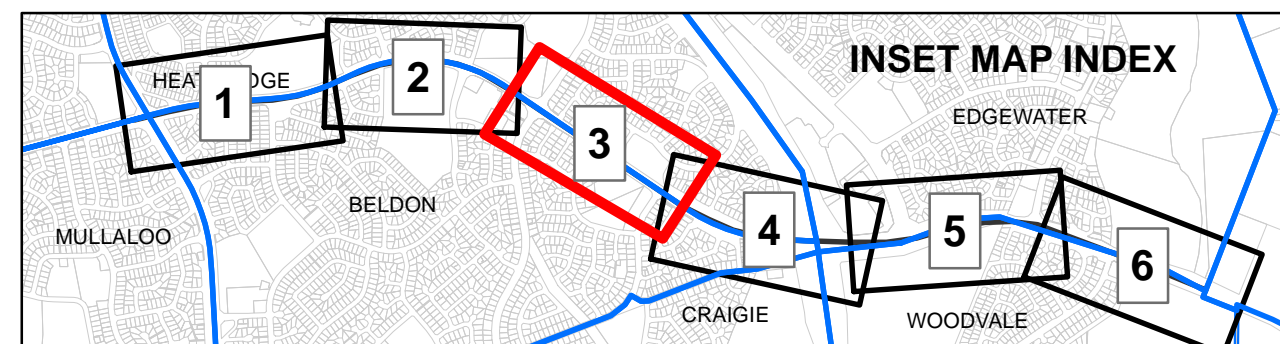 INSET MAP INDEX
1
2
3
4
5
6
EDGEWATER
BELDON
MULLALOO
CRAIGIE
WOODVALE